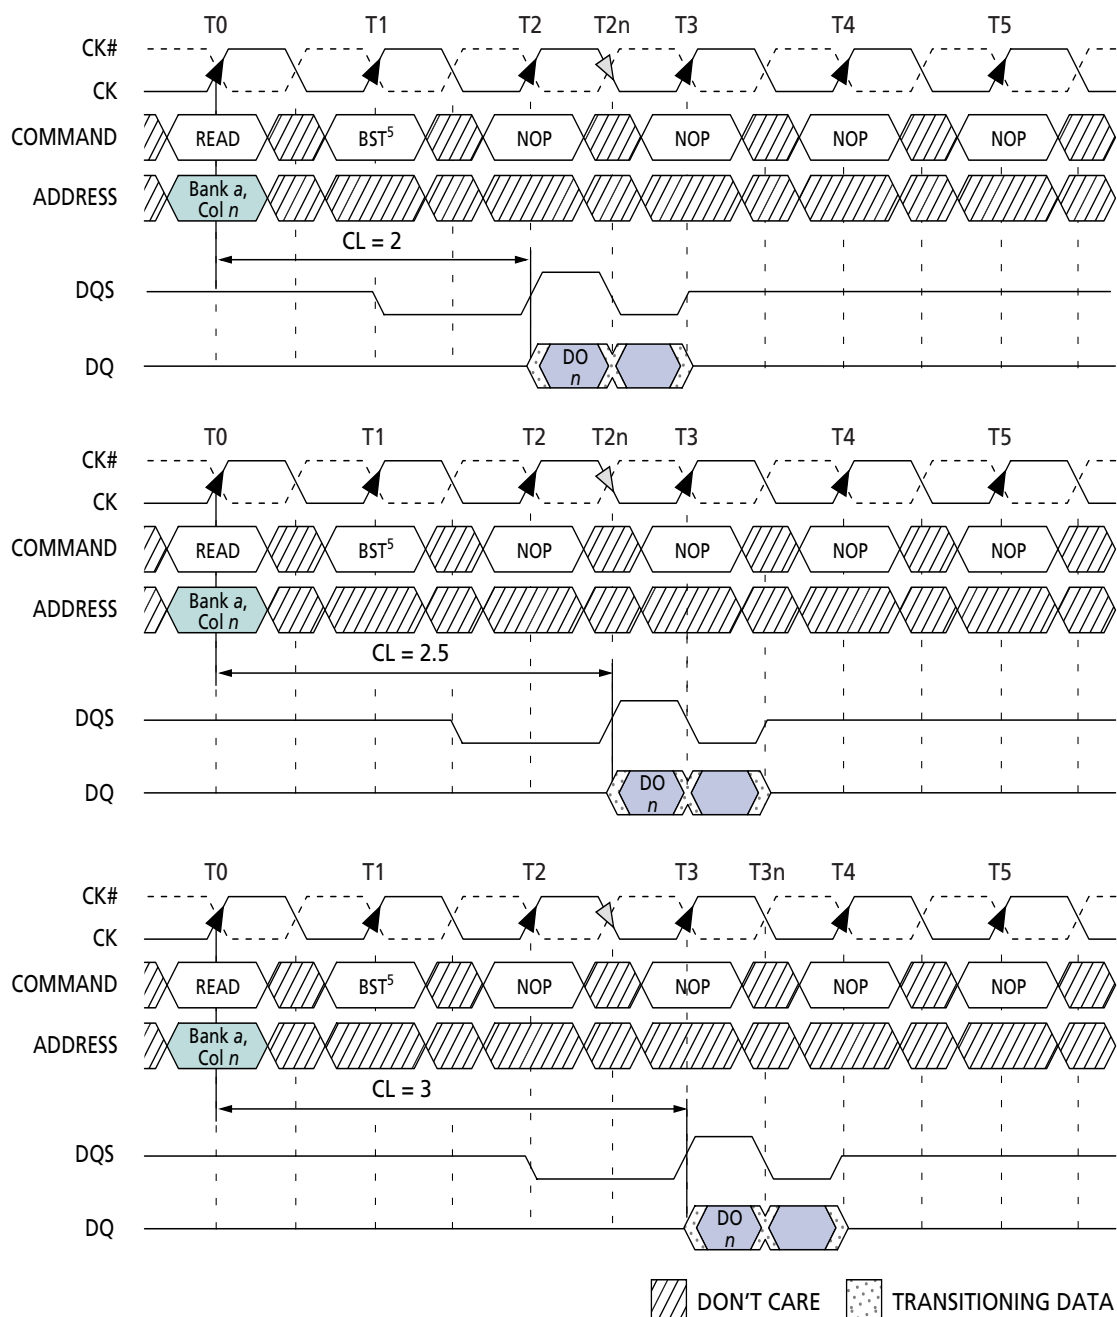 T0 T1 T2 T2n T3 T4 T5
CK#
CK
COMMAND READ BST5 NOP NOP NOP NOP
ADDRESS Bank a,
Col n
CL = 2
DQS
DQ DO
n
T0 T1 T2 T2n T3 T4 T5
CK#
CK
COMMAND READ BST5 NOP NOP NOP NOP
ADDRESS Bank a,
Col n
CL = 2.5
DQS
DQ DO
n
T0 T1 T2 T3 T3n T4 T5
CK#
CK
COMMAND READ BST5 NOP NOP NOP NOP
ADDRESS Bank a,
Col n
CL = 3
DQS
DQ DO
n
DON'T CARE TRANSITIONING DATA